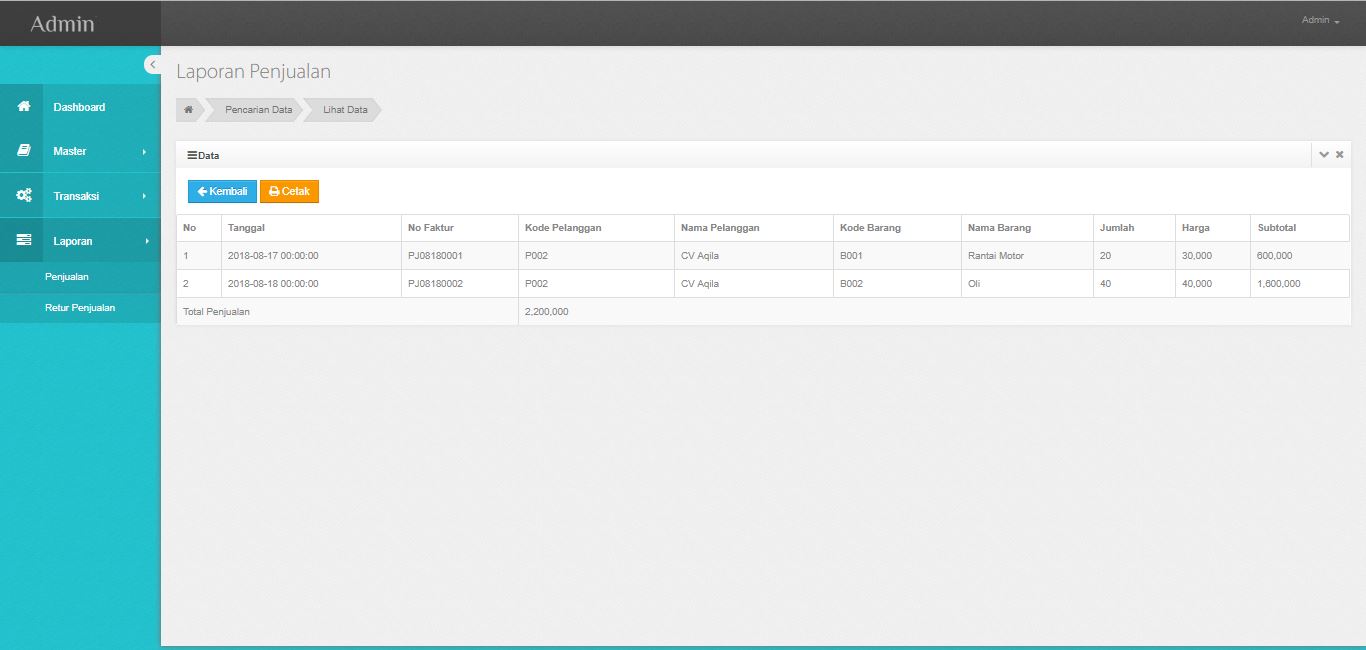 Admin
Admin
Laporan Penjualan
Pencarian Data Lihat Data
Dashboard
Master
Transaksi
Laporan
Penjualan
Retur Penjualan
Data
Kembali Cetak
No Tanggal No Faktur Kode Pelanggan Nama Pelanggan Kode Barang Nama Barang Jumlah Harga Subtotal
1 2018-08-17 00:00:00 PJ08180001 P002 CV Aqila B001 Rantai Motor 20 30,000 600,000
2 2018-08-18 00:00:00 PJ08180002 P002 CV Aqila B002 Oli 40 40,000 1,600,000
Total Penjualan 2,200,000